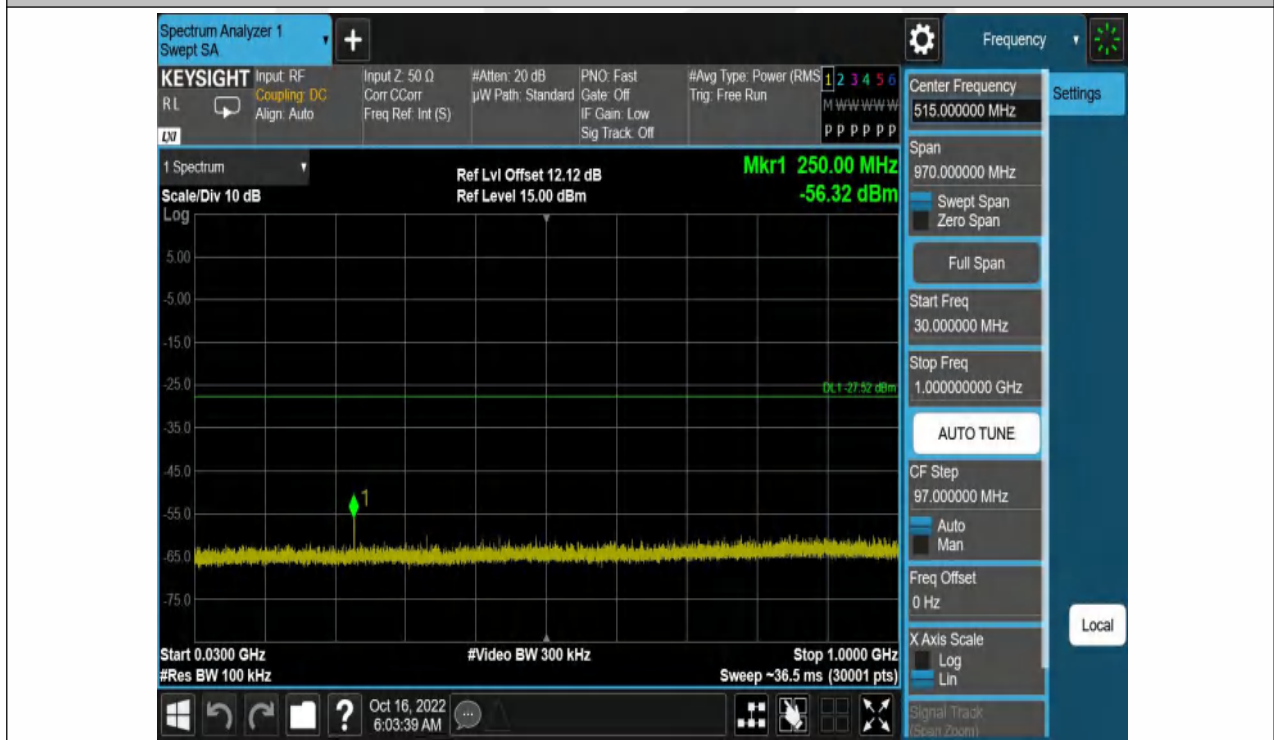 Spectrum Analyzer 1
Swept SA
+
Frequency
KEYSIGHT
RL
LXI
Input: RF
Coupling: DC
Align: Auto
Input Z: 50 Ω
Corr CCorr
Freq Ref: Int (S)
#Atten: 20 dB
µW Path: Standard
PNO: Fast
Gate: Off
IF Gain: Low
Sig Track: Off
#Avg Type: Power (RMS
Trig: Free Run
1 2 3 4 5 6
M W W W W W
P P P P P P
1 Spectrum
Scale/Div 10 dB
Log
Ref Lvl Offset 12.12 dB
Ref Level 15.00 dBm
Mkr1 250.00 MHz
-56.32 dBm
5.00
-5.00
-15.0
-25.0
DL1 -27.52 dBm
-35.0
-45.0
1
-55.0
-65.0
-75.0
Start 0.0300 GHz
#Res BW 100 kHz
#Video BW 300 kHz
Stop 1.0000 GHz
Sweep ~36.5 ms (30001 pts)
Oct 16, 2022
6:03:39 AM
Center Frequency
515.000000 MHz
Settings
Span
970.000000 MHz
Swept Span
Zero Span
Full Span
Start Freq
30.000000 MHz
Stop Freq
1.000000000 GHz
AUTO TUNE
CF Step
97.000000 MHz
Auto
Man
Freq Offset
0 Hz
X Axis Scale
Log
Lin
Local
Signal Track
(Span Zoom)